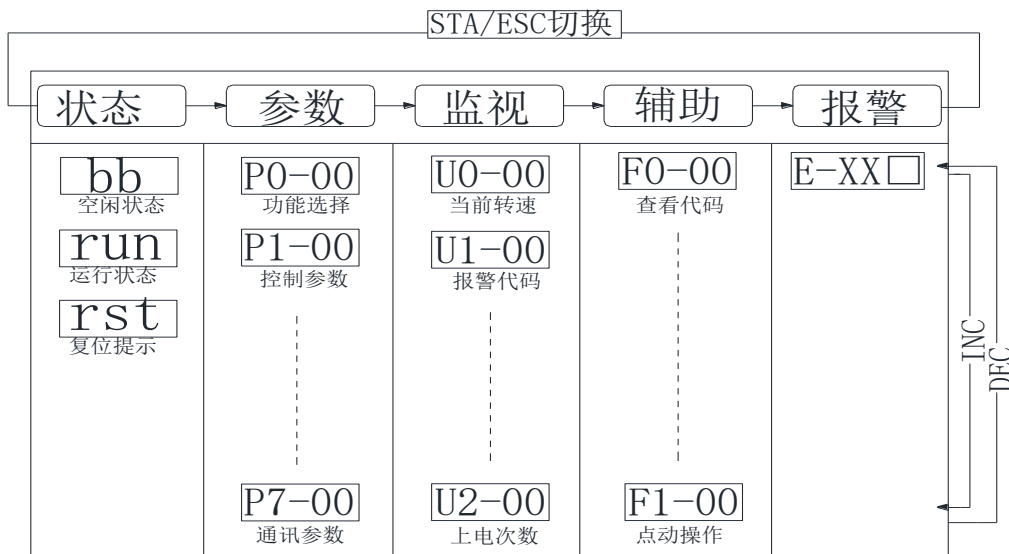 STA/ESC切换
状态
参数
监视
辅助
报警
bb
空闲状态
run
运行状态
rst
复位提示
P0-00
功能选择
P1-00
控制参数
P7-00
通讯参数
U0-00
当前转速
U1-00
报警代码
U2-00
上电次数
F0-00
查看代码
F1-00
点动操作
E-XX□
INC
DEC